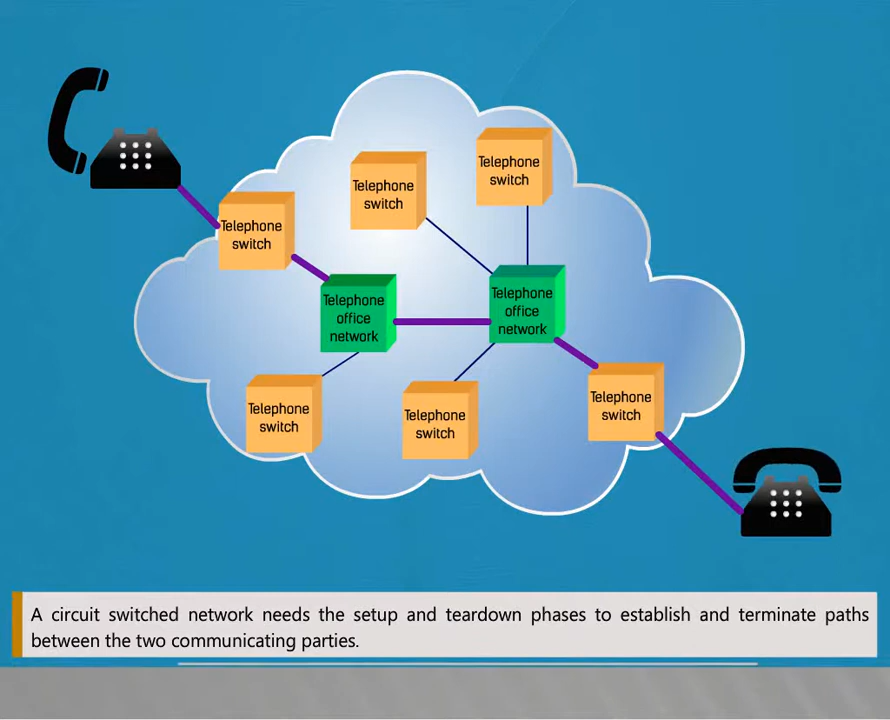 Telephone
switch
Telephone
switch
Telephone
switch
Telephone
office
network
Telephone
office
network
Telephone
switch
Telephone
switch
Telephone
switch
A circuit switched network needs the setup and teardown phases to establish and terminate paths
between the two communicating parties.